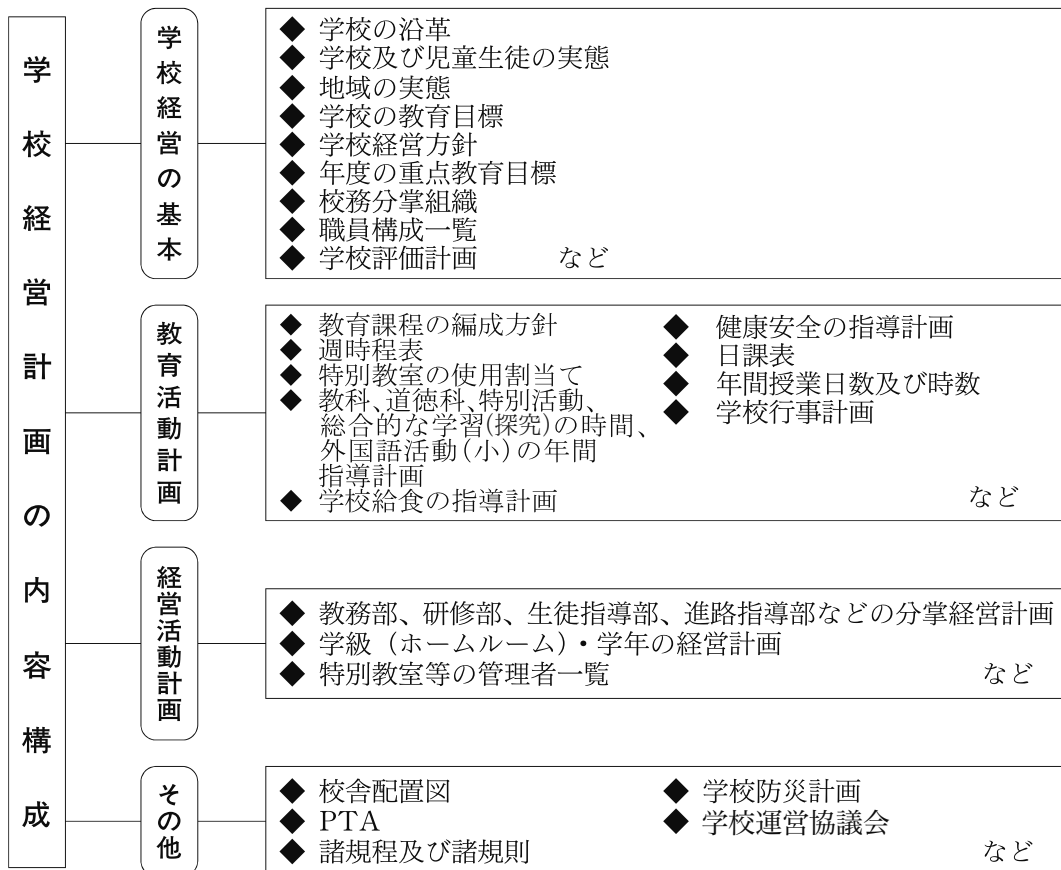 学校経営計画の内容構成
学校経営の基本
◆ 学校の沿革
◆ 学校及び児童生徒の実態
◆ 地域の実態
◆ 学校の教育目標
◆ 学校経営方針
◆ 年度の重点教育目標
◆ 校務分掌組織
◆ 職員構成一覧
◆ 学校評価計画 など
教育活動計画
◆ 教育課程の編成方針
◆ 週時程表
◆ 特別教室の使用割当て
◆ 教科、道徳科、特別活動、
総合的な学習(探究)の時間、
外国語活動(小)の年間
指導計画
◆ 学校給食の指導計画
◆ 健康安全の指導計画
◆ 日課表
◆ 年間授業日数及び時数
◆ 学校行事計画
など
経営活動計画
◆ 教務部、研修部、生徒指導部、進路指導部などの分掌経営計画
◆ 学級（ホームルーム）・学年の経営計画
◆ 特別教室等の管理者一覧 など
その他
◆ 校舎配置図
◆ PTA
◆ 諸規程及び諸規則
◆ 学校防災計画
◆ 学校運営協議会
など